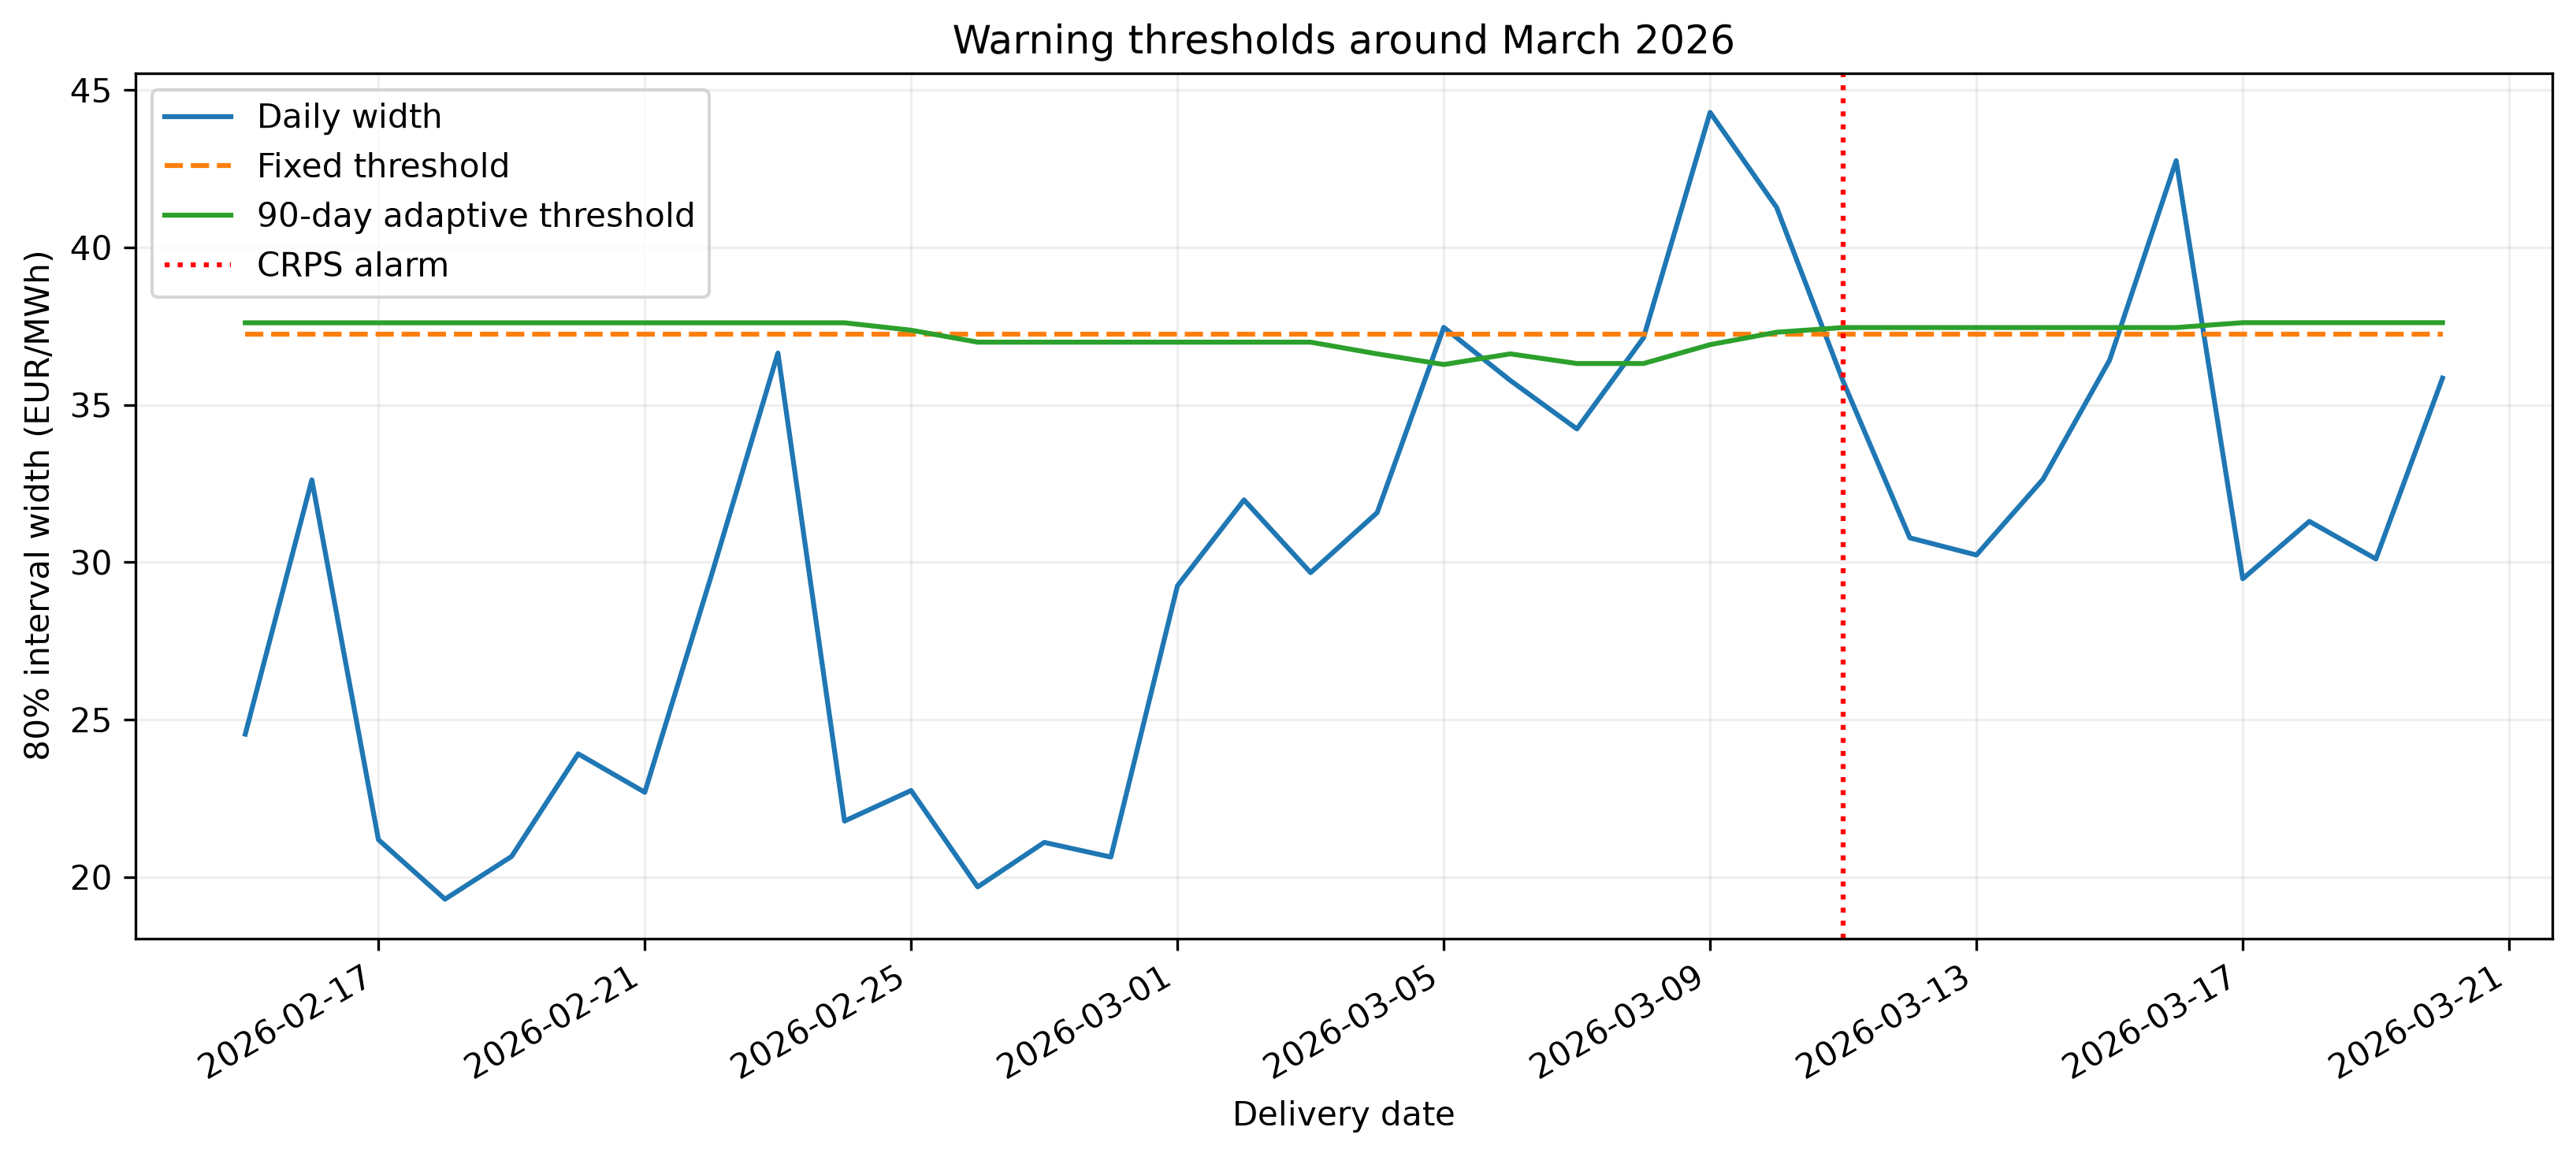 Warning thresholds around March 2026
45
40
35
30
25
20
80% interval width (EUR/MWh)
Daily width
Fixed threshold
90-day adaptive threshold
CRPS alarm
2026-02-17
2026-02-21
2026-02-25
2026-03-01
2026-03-05
2026-03-09
2026-03-13
2026-03-17
2026-03-21
Delivery date